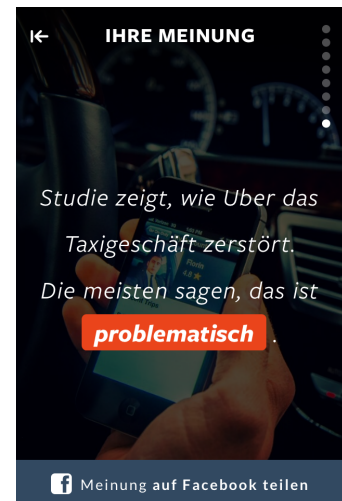 IHRE MEINUNG
Studie zeigt, wie Uber das
Taxigeschäft zerstört.
Die meisten sagen, das ist
problematisch .
Meinung auf Facebook teilen